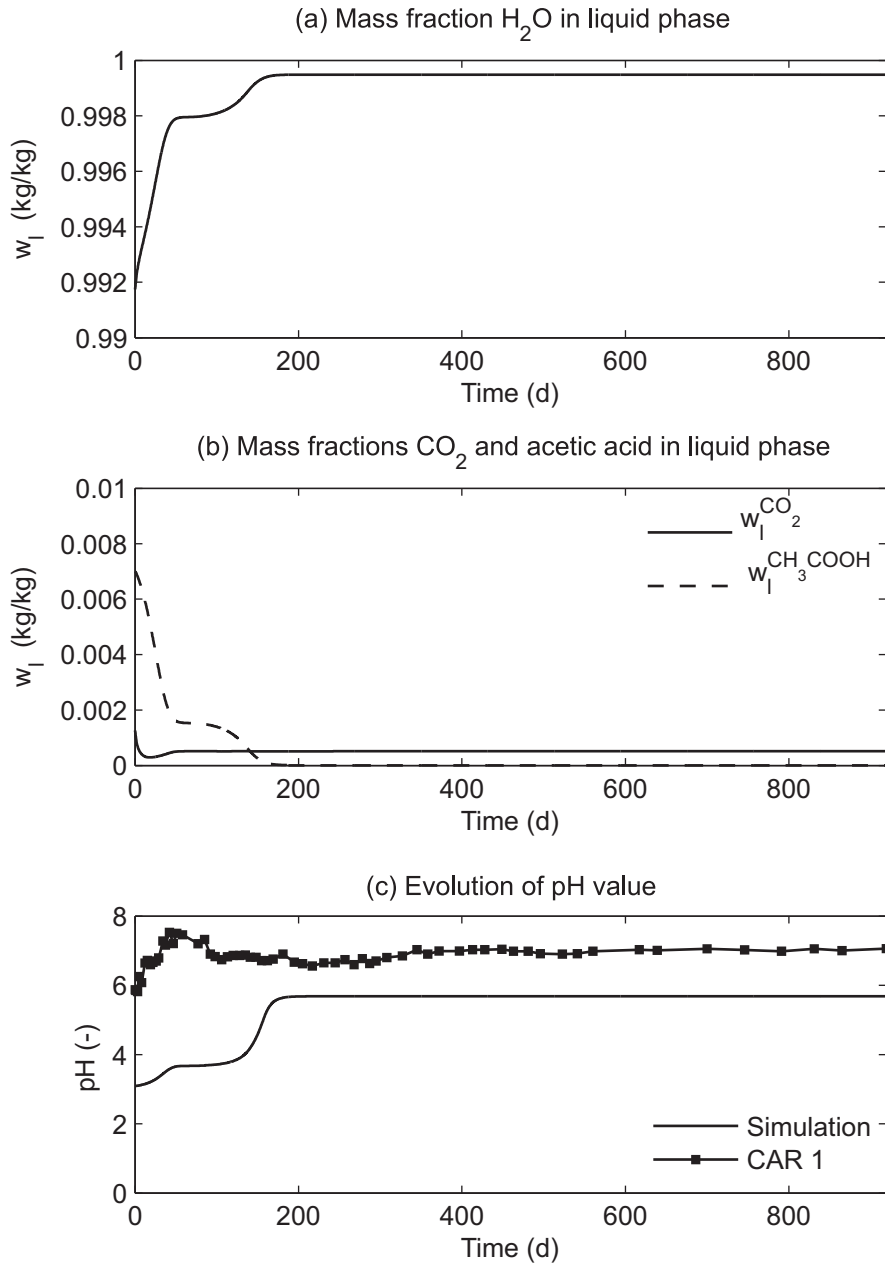 (a) Mass fraction H₂O in liquid phase
1
0.998
0.996
0.994
0.992
0.99
w_l (kg/kg)
0 200 400 600 800
Time (d)
(b) Mass fractions CO₂ and acetic acid in liquid phase
0.01
0.008
0.006
0.004
0.002
0
w_l (kg/kg)
w_l^CO₂
w_l^CH₃COOH
0 200 400 600 800
Time (d)
(c) Evolution of pH value
8
6
4
2
0
pH (-)
Simulation
CAR 1
0 200 400 600 800
Time (d)